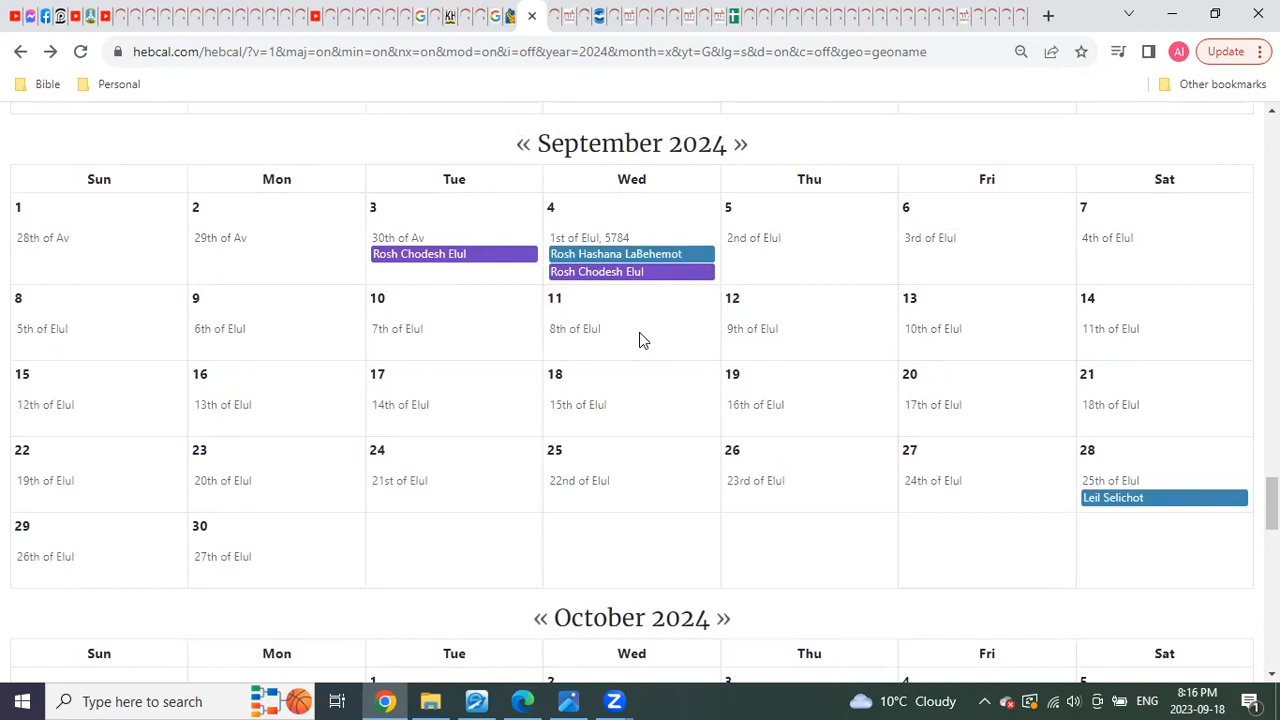 hebcal.com/hebcal/?v=1&maj=on&min=on&nx=on&mod=on&i=off&year=2024&month=x&yt=G&lg=s&d=on&c=off&geo=geoname
AI
Update
Bible
Personal
Other bookmarks
« September 2024 »
Sun Mon Tue Wed Thu Fri Sat
1 2 3 4 5 6 7
28th of Av 29th of Av 30th of Av 1st of Elul, 5784 2nd of Elul 3rd of Elul 4th of Elul
Rosh Chodesh Elul Rosh Hashana LaBehemot
Rosh Chodesh Elul
8 9 10 11 12 13 14
5th of Elul 6th of Elul 7th of Elul 8th of Elul 9th of Elul 10th of Elul 11th of Elul
15 16 17 18 19 20 21
12th of Elul 13th of Elul 14th of Elul 15th of Elul 16th of Elul 17th of Elul 18th of Elul
22 23 24 25 26 27 28
19th of Elul 20th of Elul 21st of Elul 22nd of Elul 23rd of Elul 24th of Elul 25th of Elul
Leil Selichot
29 30
26th of Elul 27th of Elul
« October 2024 »
Sun Mon Tue Wed Thu Fri Sat
Type here to search
10°C Cloudy
ENG
8:16 PM
2023-09-18
1